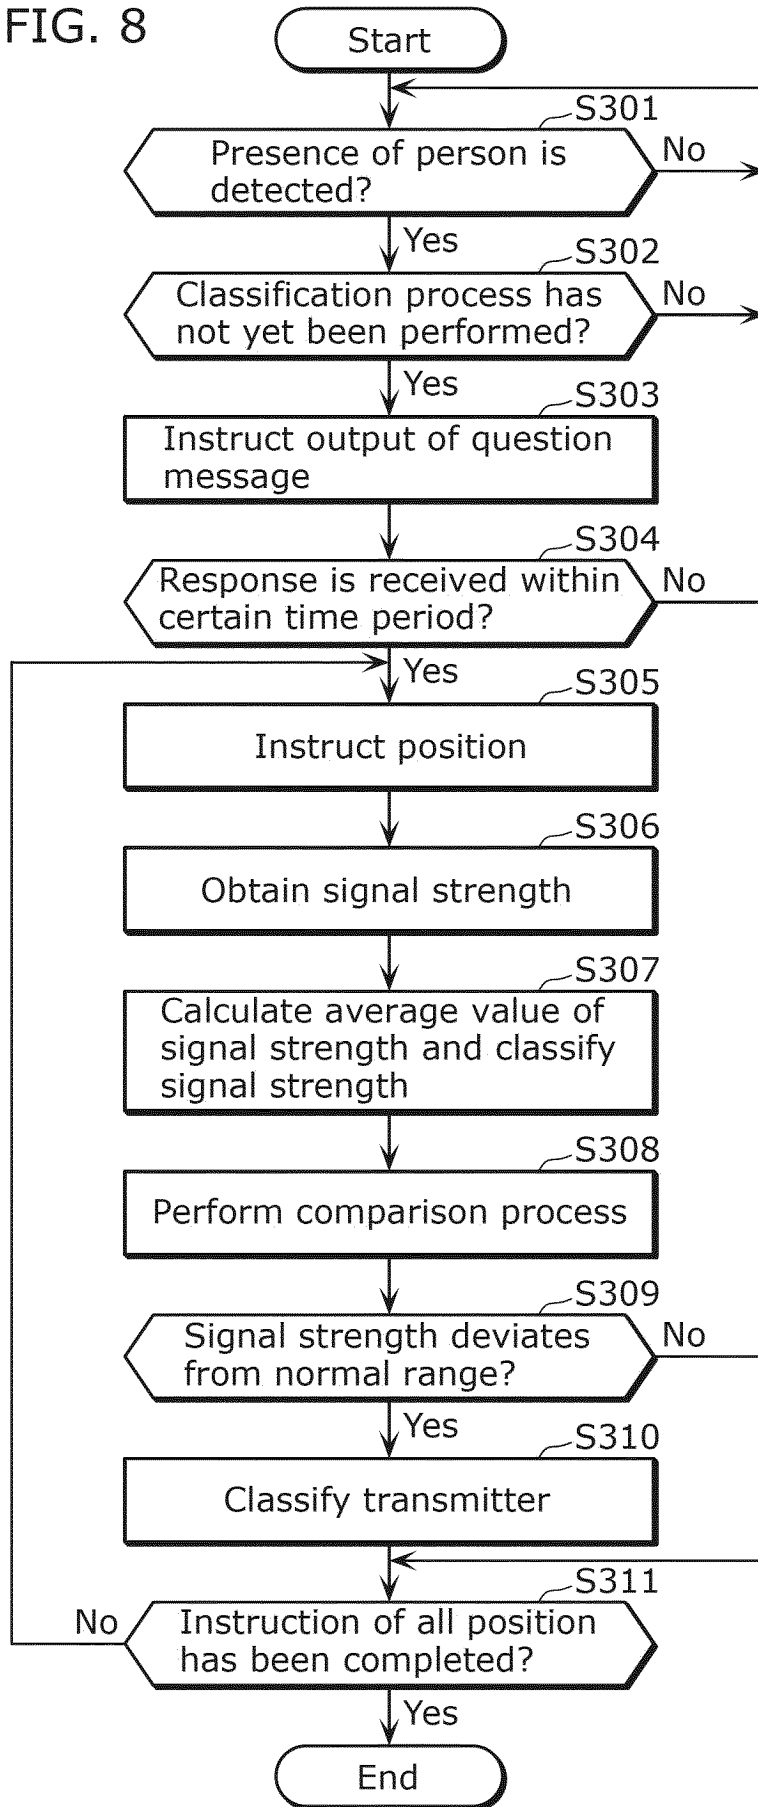 FIG. 8
Start
S301
Presence of person is
detected?
No
Yes
S302
Classification process has
not yet been performed?
No
Yes
S303
Instruct output of question
message
S304
Response is received within
certain time period?
No
Yes
S305
Instruct position
S306
Obtain signal strength
S307
Calculate average value of
signal strength and classify
signal strength
S308
Perform comparison process
S309
Signal strength deviates
from normal range?
No
Yes
S310
Classify transmitter
S311
No
Instruction of all position
has been completed?
Yes
End